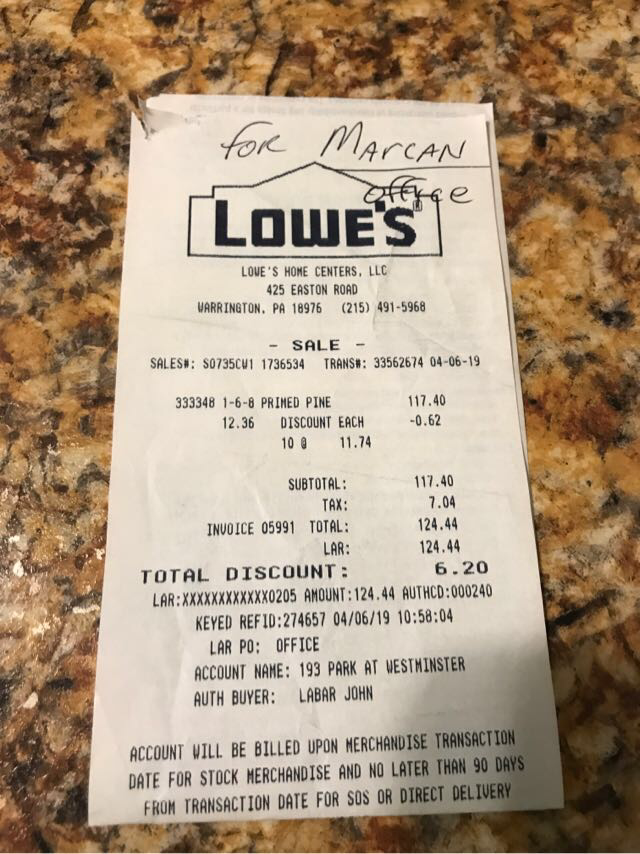 FOR MARCAN
office
LOWE'S®
LOWE'S HOME CENTERS, LLC
425 EASTON ROAD
WARRINGTON, PA 18976 (215) 491-5968
- SALE -
SALES#: S0735CW1 1736534 TRANS#: 33562674 04-06-19
333348 1-6-8 PRIMED PINE 117.40
12.36 DISCOUNT EACH -0.62
10 @ 11.74
SUBTOTAL: 117.40
TAX: 7.04
INVOICE 05991 TOTAL: 124.44
LAR: 124.44
TOTAL DISCOUNT: 6.20
LAR:XXXXXXXXXXXX0205 AMOUNT:124.44 AUTHCD:000240
KEYED REFID:274657 04/06/19 10:58:04
LAR PO: OFFICE
ACCOUNT NAME: 193 PARK AT WESTMINSTER
AUTH BUYER: LABAR JOHN
ACCOUNT WILL BE BILLED UPON MERCHANDISE TRANSACTION
DATE FOR STOCK MERCHANDISE AND NO LATER THAN 90 DAYS
FROM TRANSACTION DATE FOR SOS OR DIRECT DELIVERY